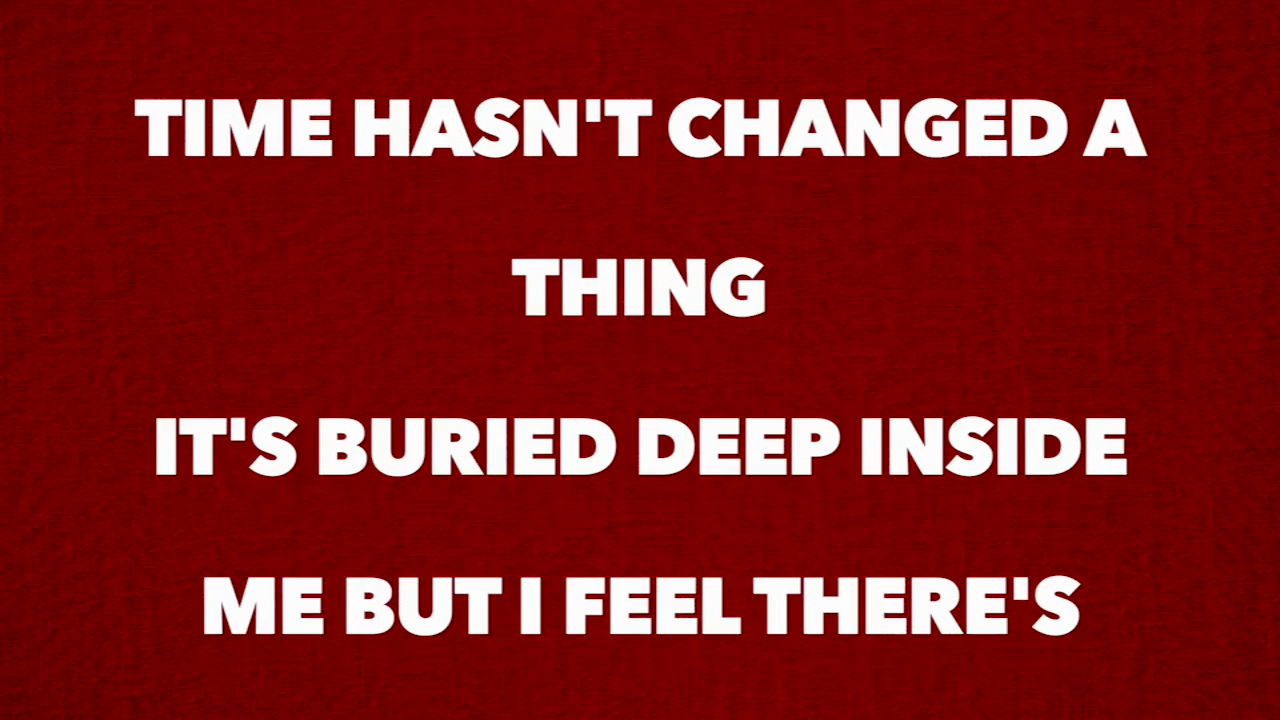 TIME HASN'T CHANGED A
THING
IT'S BURIED DEEP INSIDE
ME BUT I FEEL THERE'S